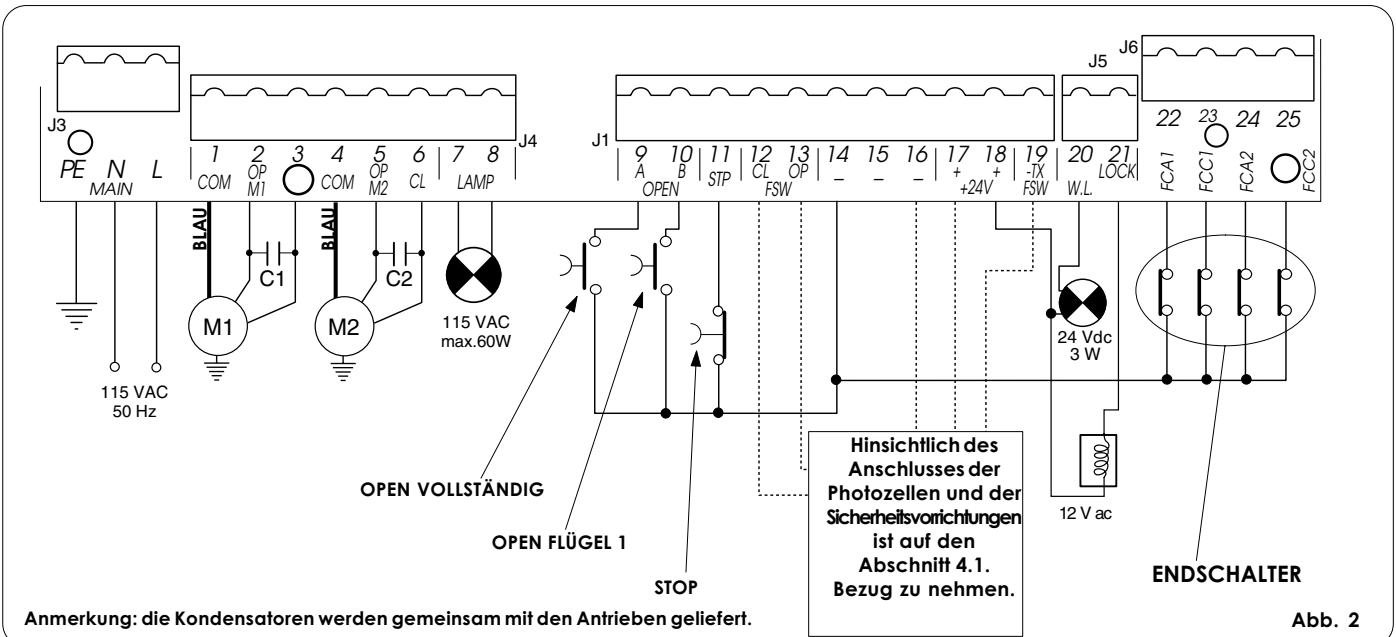 J3
J4
J1
J5
J6
PE N L
MAIN
1 2 3 4 5 6 7 8
COM OP M1 COM OP M2 CL LAMP
9 10 11 12 13 14 15 16 17 18 19 20 21
A B STP CL OP – – – + + -TX W.L. LOCK
OPEN FSW +24V FSW
22 23 24 25
FCA1 FCC1 FCA2 FCC2
BLAU
BLAU
C1
C2
M1
M2
115 VAC
50 Hz
115 VAC
max.60W
24 Vdc
3 W
12 V ac
OPEN VOLLSTÄNDIG
OPEN FLÜGEL 1
STOP
Hinsichtlich des
Anschlusses der
Photozellen und der
Sicherheitsvorrichtungen
ist auf den
Abschnitt 4.1.
Bezug zu nehmen.
ENDSCHALTER
Anmerkung: die Kondensatoren werden gemeinsam mit den Antrieben geliefert.
Abb. 2